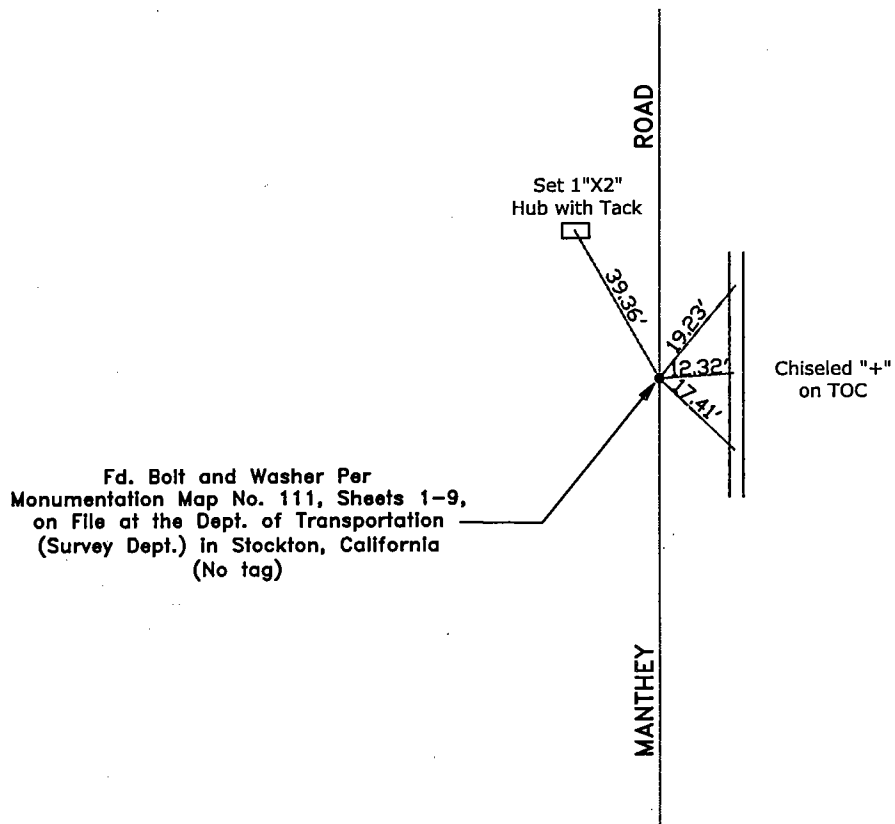 ROAD
Set 1"X2"
Hub with Tack
39.36'
19.23'
12.32'
17.41'
Chiseled "+"
on TOC
Fd. Bolt and Washer Per
Monumentation Map No. 111, Sheets 1-9,
on File at the Dept. of Transportation
(Survey Dept.) in Stockton, California
(No tag)
MANTHEY